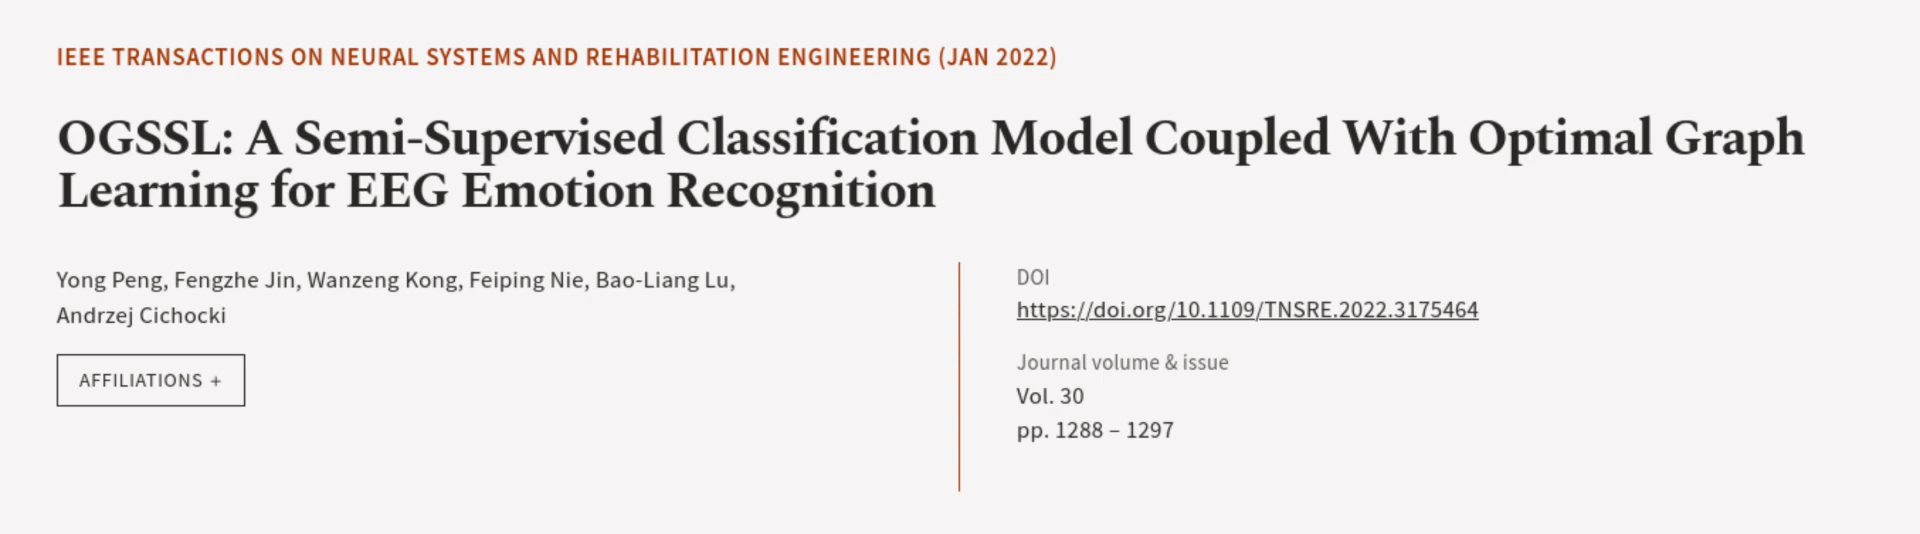 IEEE TRANSACTIONS ON NEURAL SYSTEMS AND REHABILITATION ENGINEERING (JAN 2022)
OGSSL: A Semi-Supervised Classification Model Coupled With Optimal Graph
Learning for EEG Emotion Recognition
Yong Peng, Fengzhe Jin, Wanzeng Kong, Feiping Nie, Bao-Liang Lu,
Andrzej Cichocki
AFFILIATIONS +
DOI
https://doi.org/10.1109/TNSRE.2022.3175464
Journal volume & issue
Vol. 30
pp. 1288 – 1297